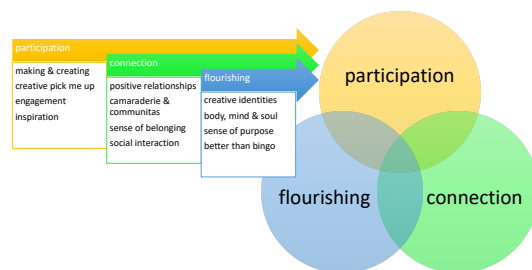 participation
making & creating
creative pick me up
engagement
inspiration
connection
positive relationships
camaraderie &
communitas
sense of belonging
social interaction
flourishing
creative identities
body, mind & soul
sense of purpose
better than bingo
participation
flourishing
connection